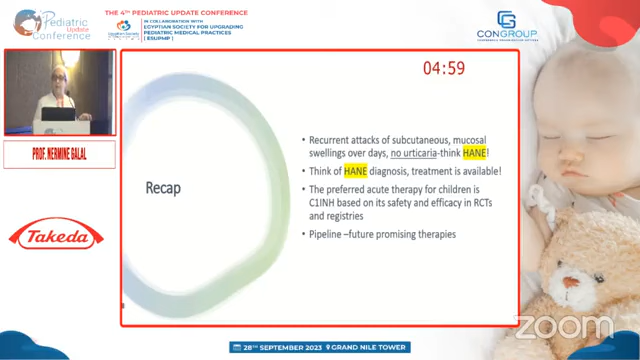 Pediatric
Update
Conference
THE 4TH PEDIATRIC UPDATE CONFERENCE
IN COLLABORATION WITH
EGYPTIAN SOCIETY FOR UPGRADING
PEDIATRIC MEDICAL PRACTICES
( ESUPMP )
CONGROUP
04:59
PROF. NERMINE GALAL
Takeda
Recap
• Recurrent attacks of subcutaneous, mucosal
swellings over days, no urticaria-think HANE!
• Think of HANE diagnosis, treatment is available!
• The preferred acute therapy for children is
C1INH based on its safety and efficacy in RCTs
and registries
• Pipeline –future promising therapies
zoom
28TH SEPTEMBER 2023 GRAND NILE TOWER